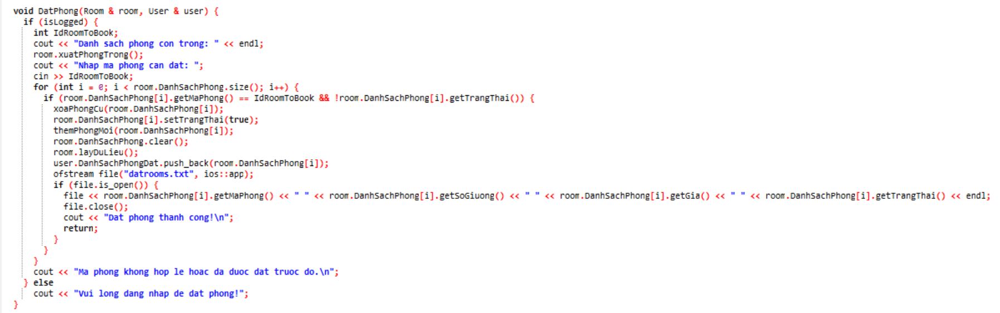 void DatPhong(Room & room, User & user) {
if (isLogged) {
int IdRoomToBook;
cout << "Danh sach phong con trong: " << endl;
room.xuatPhongTrong();
cout << "Nhap ma phong can dat: ";
cin >> IdRoomToBook;
for (int i = 0; i < room.DanhSachPhong.size(); i++) {
if (room.DanhSachPhong[i].getMaPhong() == IdRoomToBook && !room.DanhSachPhong[i].getTrangThai()) {
xoaPhongCu(room.DanhSachPhong[i]);
room.DanhSachPhong[i].setTrangThai(true);
themPhongMoi(room.DanhSachPhong[i]);
room.DanhSachPhong.clear();
room.layDuLieu();
user.DanhSachPhongDat.push_back(room.DanhSachPhong[i]);
ofstream file("datrooms.txt", ios::app);
if (file.is_open()) {
file << room.DanhSachPhong[i].getMaPhong() << " " << room.DanhSachPhong[i].getSoGiuong() << " " << room.DanhSachPhong[i].getGia() << " " << room.DanhSachPhong[i].getTrangThai() << endl;
file.close();
cout << "Dat phong thanh cong!\n";
return;
}
}
}
cout << "Ma phong khong hop le hoac da duoc dat truoc do.\n";
} else
cout << "Vui long dang nhap de dat phong!";
}